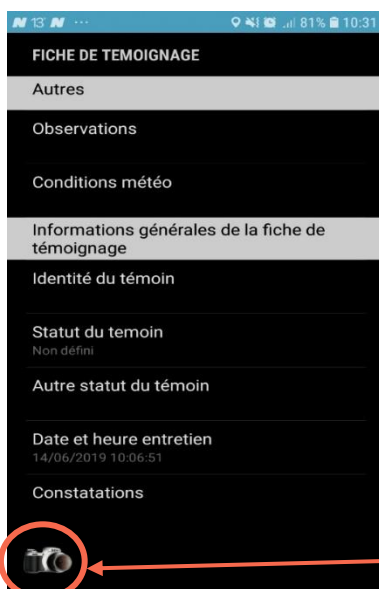 N 13° N ... 81% 10:31
FICHE DE TEMOIGNAGE
Autres
Observations
Conditions météo
Informations générales de la fiche de
témoignage
Identité du témoin
Statut du temoin
Non défini
Autre statut du témoin
Date et heure entretien
14/06/2019 10:06:51
Constatations